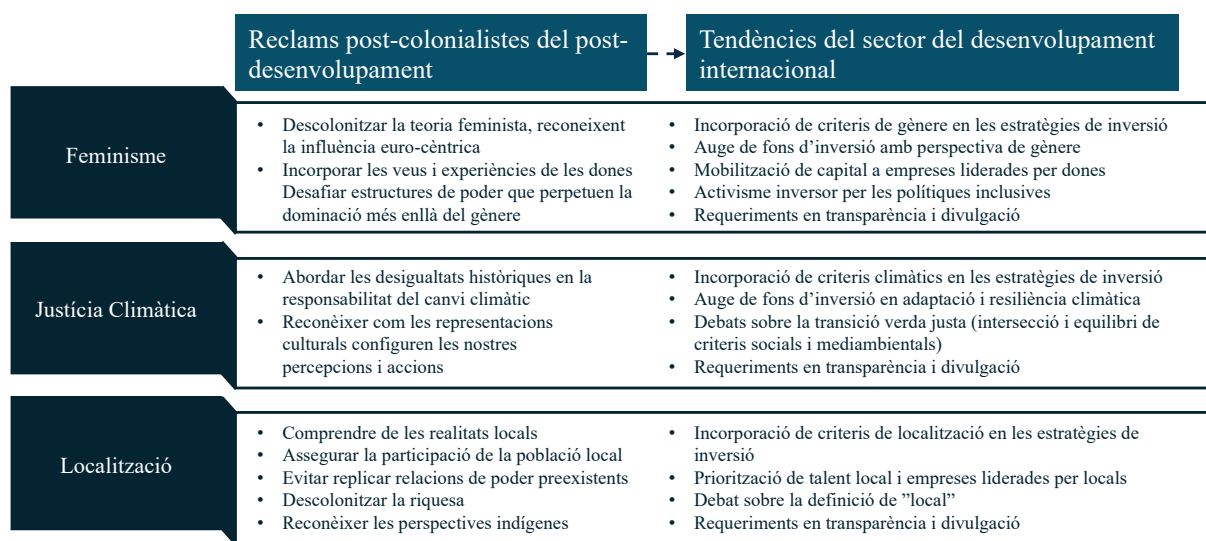 Reclams post-colonialistes del post-
desenvolupament
Tendències del sector del desenvolupament
internacional
Feminisme
• Descolonitzar la teoria feminista, reconeixent
la influència euro-cèntrica
• Incorporar les veus i experiències de les dones
Desafiar estructures de poder que perpetuen la
dominació més enllà del gènere
• Incorporació de criteris de gènere en les estratègies de inversió
• Auge de fons d’inversió amb perspectiva de gènere
• Mobilització de capital a empreses liderades per dones
• Activisme inversor per les polítiques inclusives
• Requeriments en transparència i divulgació
Justícia Climàtica
• Abordar les desigualtats històriques en la
responsabilitat del canvi climàtic
• Reconèixer com les representacions
culturals configuren les nostres
percepcions i accions
• Incorporació de criteris climàtics en les estratègies de inversió
• Auge de fons d’inversió en adaptació i resiliència climàtica
• Debats sobre la transició verda justa (intersecció i equilibri de
criteris socials i mediambientals)
• Requeriments en transparència i divulgació
Localització
• Comprendre de les realitats locals
• Assegurar la participació de la població local
• Evitar replicar relacions de poder preexistents
• Descolonitzar la riquesa
• Reconèixer les perspectives indígenes
• Incorporació de criteris de localització en les estratègies de
inversió
• Priorització de talent local i empreses liderades per locals
• Debat sobre la definició de ”local”
• Requeriments en transparència i divulgació